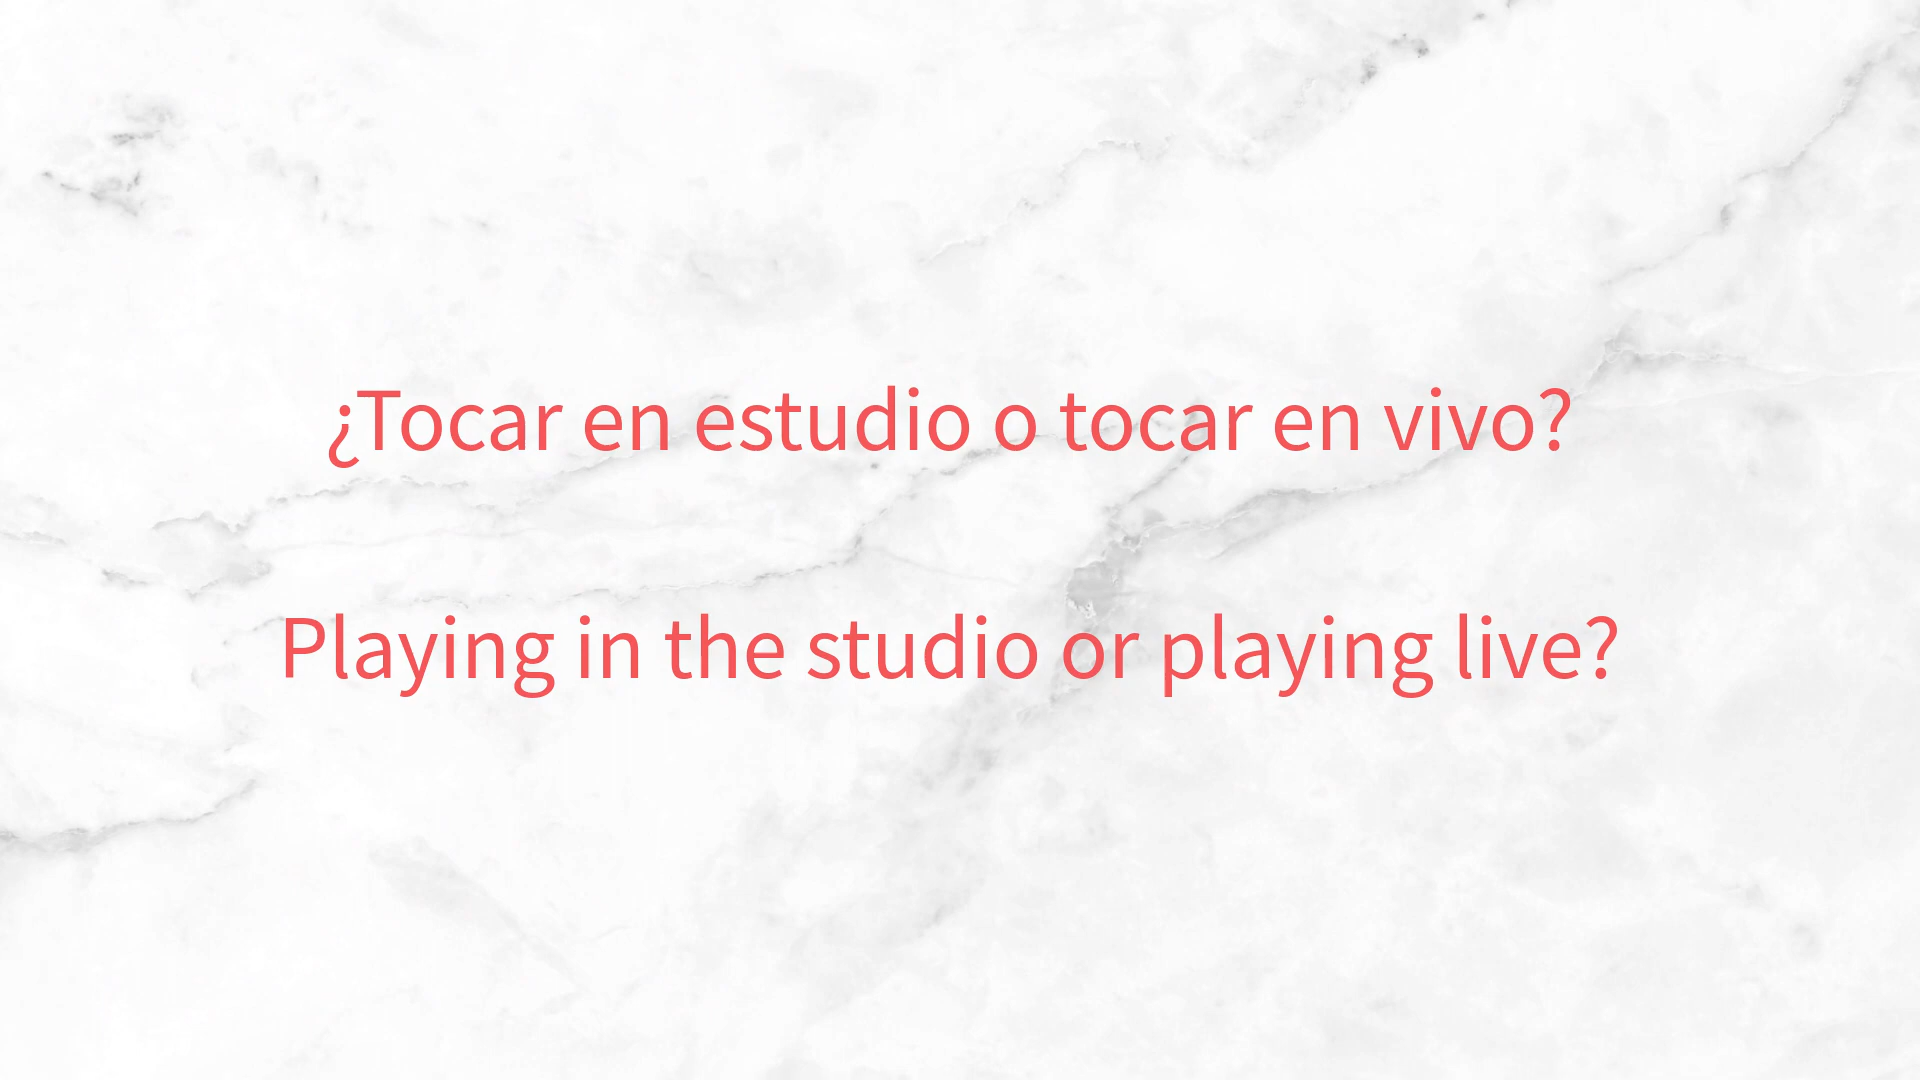 ¿Tocar en estudio o tocar en vivo?
Playing in the studio or playing live?